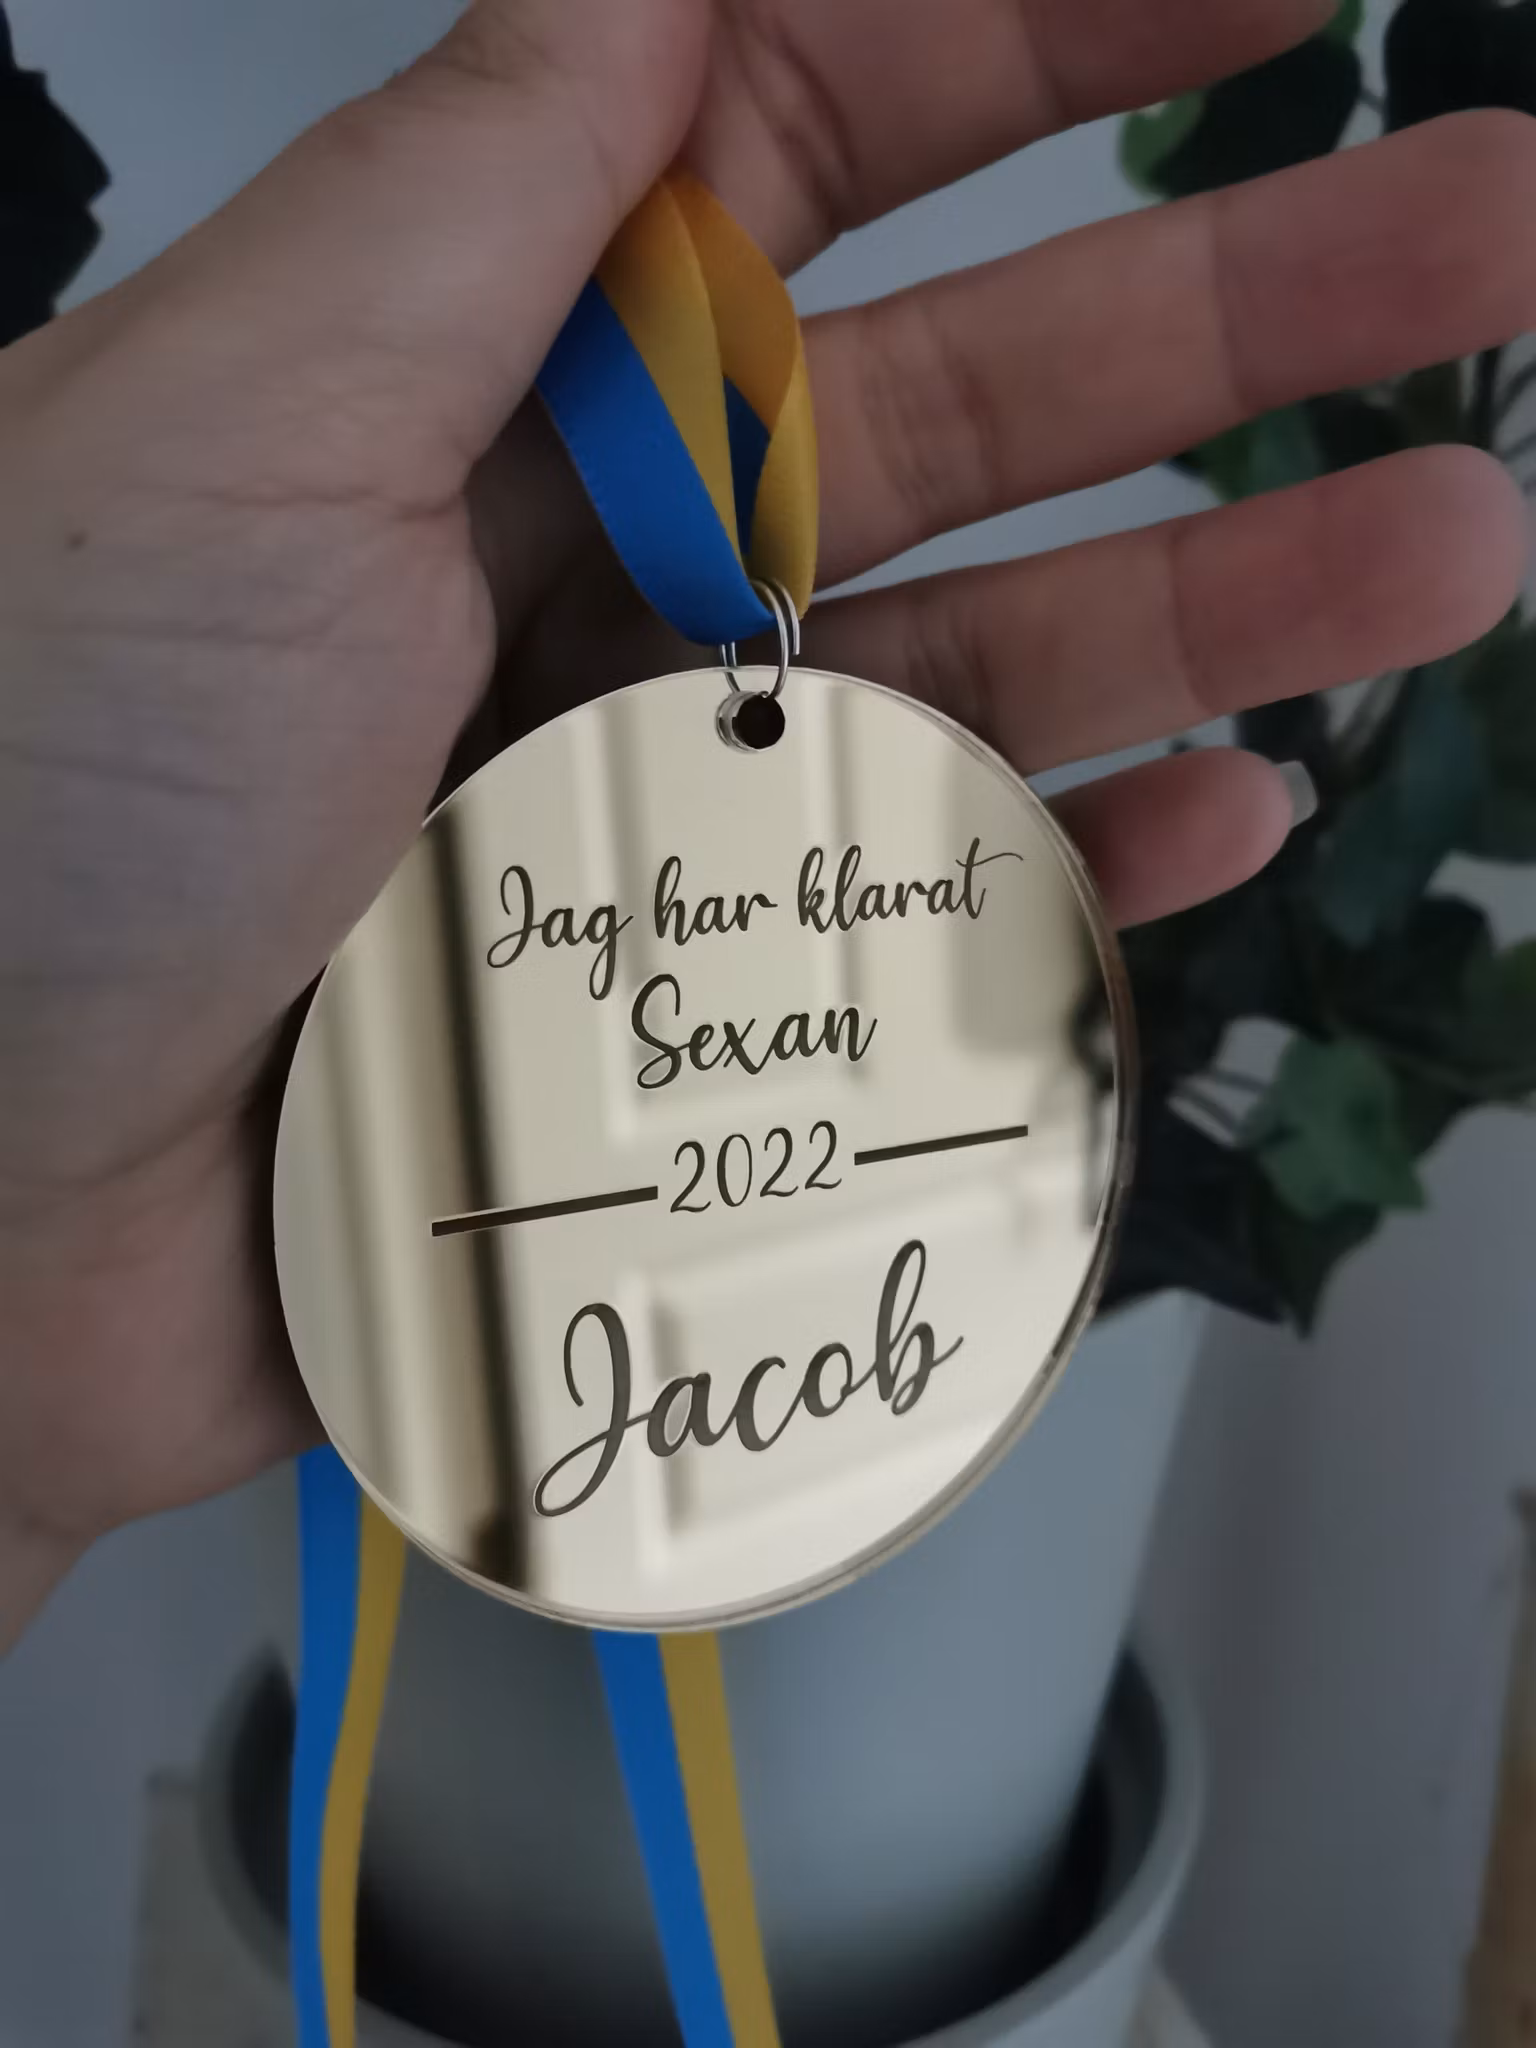 Jag har klarat
Sexan
2022
Jacob